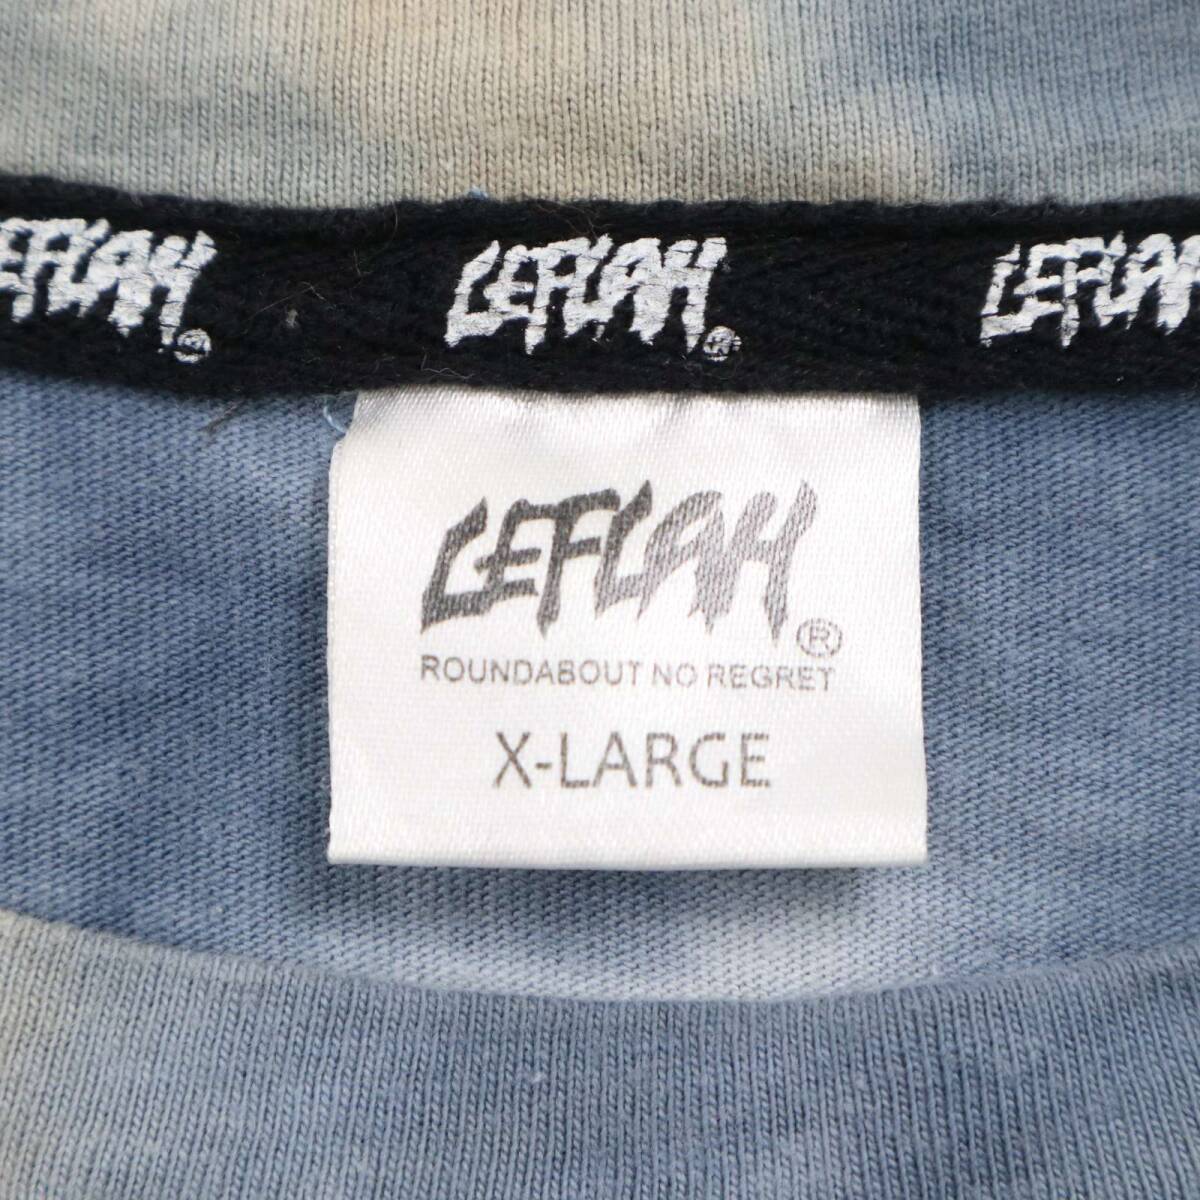 LEFLAH®
LEFLAH®
LEFLAH
LEFLAH®
ROUNDABOUT NO REGRET
X-LARGE